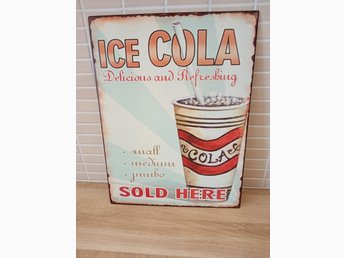 ICE COLA
Delicious and Refreshing
• small
• medium
• jumbo
COLA
SOLD HERE